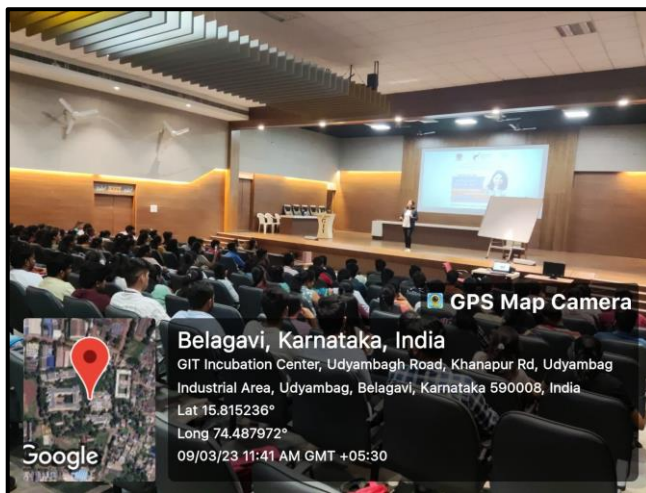 GPS Map Camera
Belagavi, Karnataka, India
GIT Incubation Center, Udyambagh Road, Khanapur Rd, Udyambag
Industrial Area, Udyambag, Belagavi, Karnataka 590008, India
Lat 15.815236°
Long 74.487972°
09/03/23 11:41 AM GMT +05:30
Google